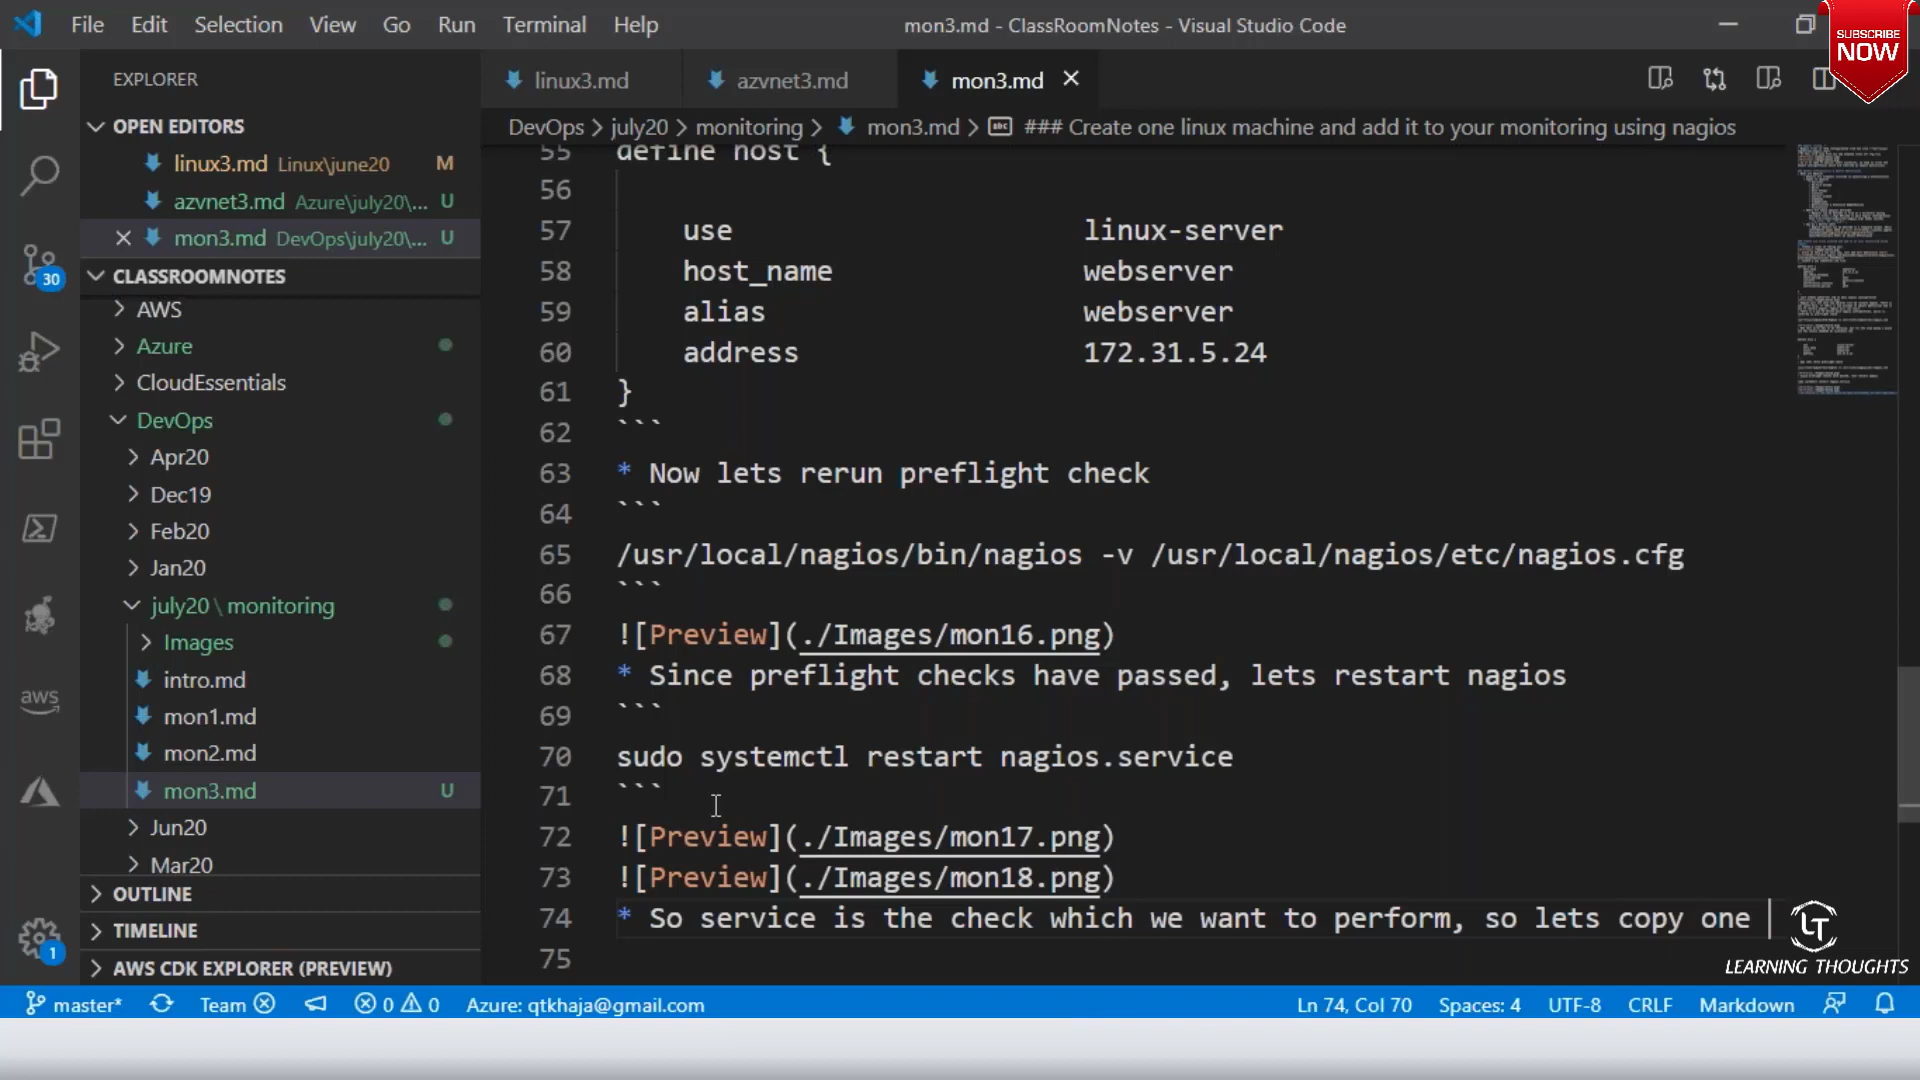 File Edit Selection View Go Run Terminal Help
mon3.md - ClassRoomNotes - Visual Studio Code
SUBSCRIBE
NOW
EXPLORER
OPEN EDITORS
linux3.md Linux\june20 M
azvnet3.md Azure\july20\... U
mon3.md DevOps\july20\... U
CLASSROOMNOTES
AWS
Azure
CloudEssentials
DevOps
Apr20
Dec19
Feb20
Jan20
july20 \ monitoring
Images
intro.md
mon1.md
mon2.md
mon3.md U
Jun20
Mar20
OUTLINE
TIMELINE
AWS CDK EXPLORER (PREVIEW)
30
aws
1
linux3.md
azvnet3.md
mon3.md
DevOps > july20 > monitoring > mon3.md > abc ### Create one linux machine and add it to your monitoring using nagios
55 define host {
56
57 use linux-server
58 host_name webserver
59 alias webserver
60 address 172.31.5.24
61 }
62 ```
63 * Now lets rerun preflight check
64 ```
65 /usr/local/nagios/bin/nagios -v /usr/local/nagios/etc/nagios.cfg
66 ```
67 ![Preview](./Images/mon16.png)
68 * Since preflight checks have passed, lets restart nagios
69 ```
70 sudo systemctl restart nagios.service
71 ```
72 ![Preview](./Images/mon17.png)
73 ![Preview](./Images/mon18.png)
74 * So service is the check which we want to perform, so lets copy one
75
LT
LEARNING THOUGHTS
master* Team 0 0 Azure: qtkhaja@gmail.com Ln 74, Col 70 Spaces: 4 UTF-8 CRLF Markdown